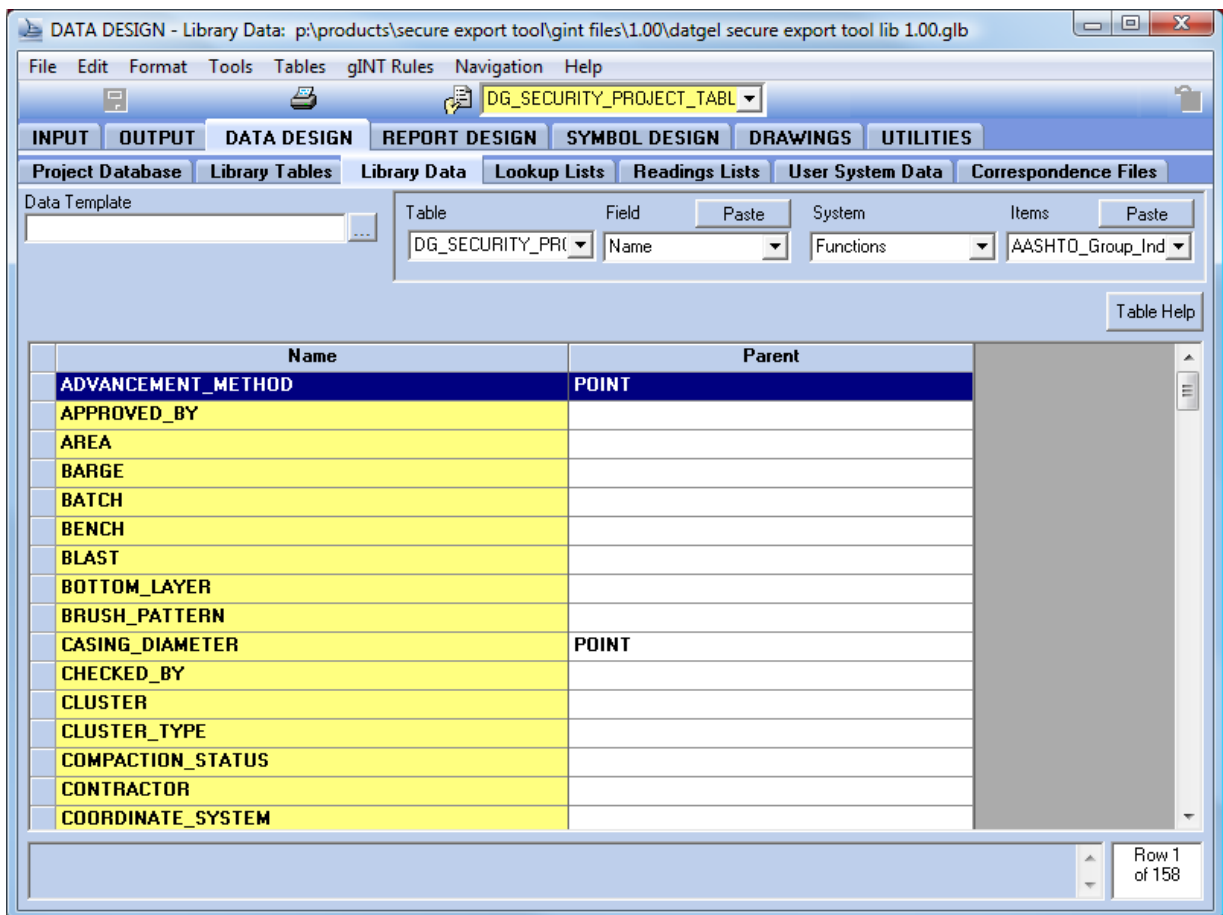 DATA DESIGN - Library Data: p:\products\secure export tool\gint files\1.00\datgel secure export tool lib 1.00.glb
File Edit Format Tools Tables gINT Rules Navigation Help
DG_SECURITY_PROJECT_TABL
INPUT OUTPUT DATA DESIGN REPORT DESIGN SYMBOL DESIGN DRAWINGS UTILITIES
Project Database Library Tables Library Data Lookup Lists Readings Lists User System Data Correspondence Files
Data Template Table Field Paste System Items Paste
... DG_SECURITY_PR( Name Functions AASHTO_Group_Ind
Table Help
Name Parent
ADVANCEMENT_METHOD POINT
APPROVED_BY
AREA
BARGE
BATCH
BENCH
BLAST
BOTTOM_LAYER
BRUSH_PATTERN
CASING_DIAMETER POINT
CHECKED_BY
CLUSTER
CLUSTER_TYPE
COMPACTION_STATUS
CONTRACTOR
COORDINATE_SYSTEM
Row 1
of 158